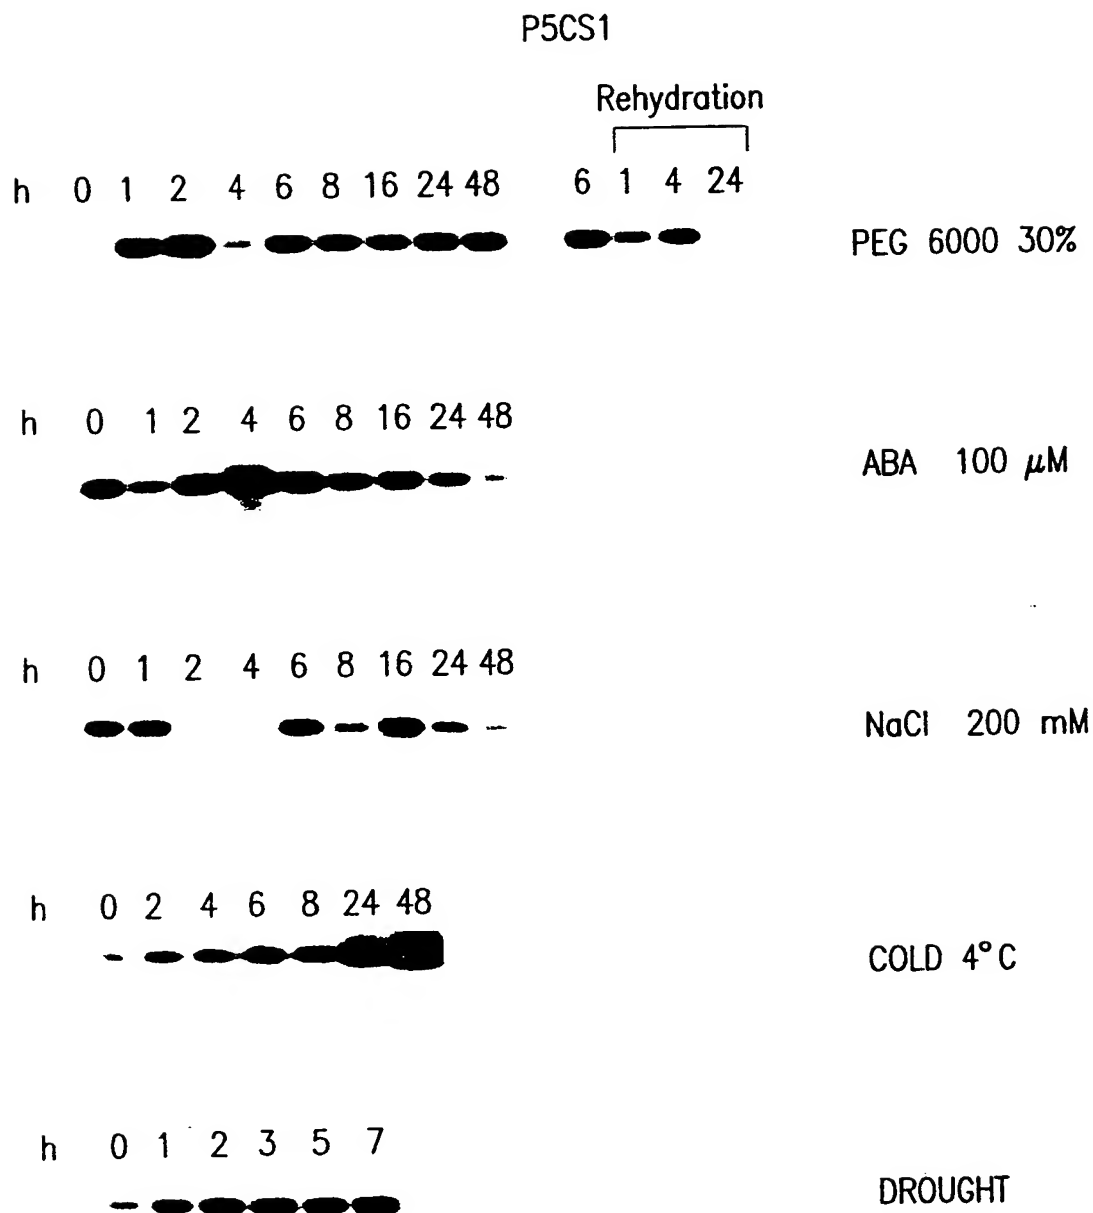 P5CS1
Rehydration
h 0 1 2 4 6 8 16 24 48 6 1 4 24
PEG 6000 30%
h 0 1 2 4 6 8 16 24 48
ABA 100 μM
h 0 1 2 4 6 8 16 24 48
NaCl 200 mM
h 0 2 4 6 8 24 48
COLD 4°C
h 0 1 2 3 5 7
DROUGHT